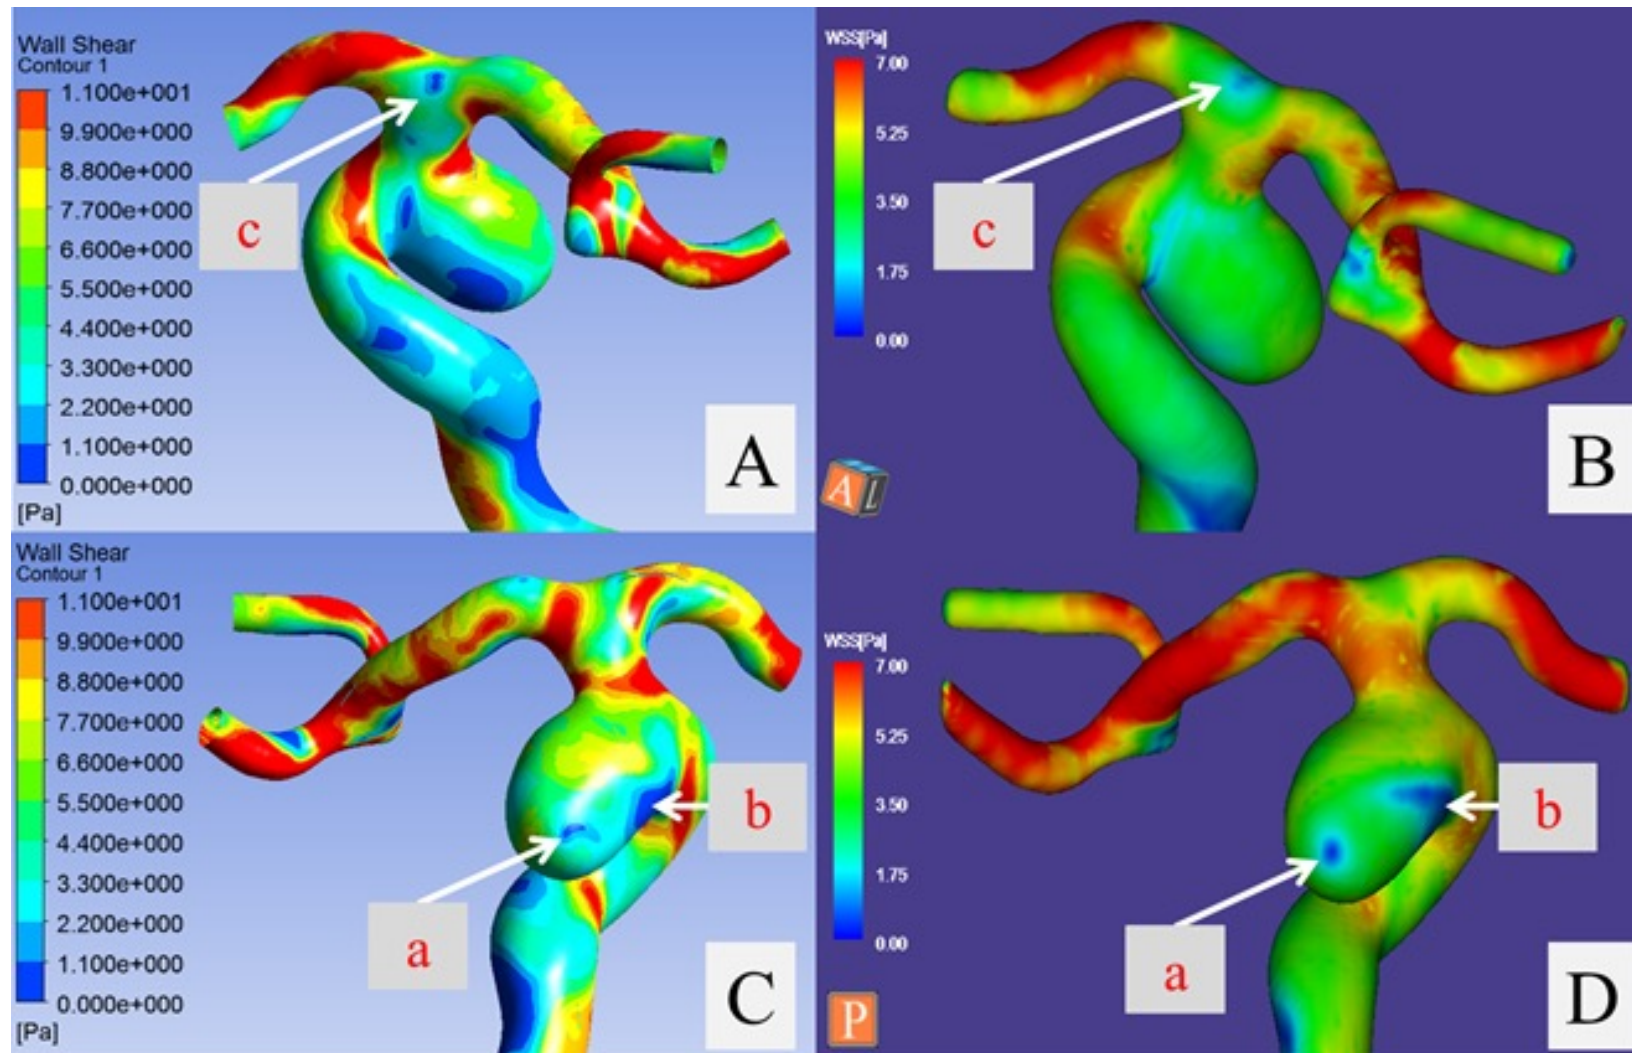 Wall Shear
Contour 1
1.100e+001
9.900e+000
8.800e+000
7.700e+000
6.600e+000
5.500e+000
4.400e+000
3.300e+000
2.200e+000
1.100e+000
0.000e+000
[Pa]
c
A
WSS[Pa]
7.00
5.25
3.50
1.75
0.00
c
A L
B
Wall Shear
Contour 1
1.100e+001
9.900e+000
8.800e+000
7.700e+000
6.600e+000
5.500e+000
4.400e+000
3.300e+000
2.200e+000
1.100e+000
0.000e+000
[Pa]
b
a
C
WSS[Pa]
7.00
5.25
3.50
1.75
0.00
b
a
P
D